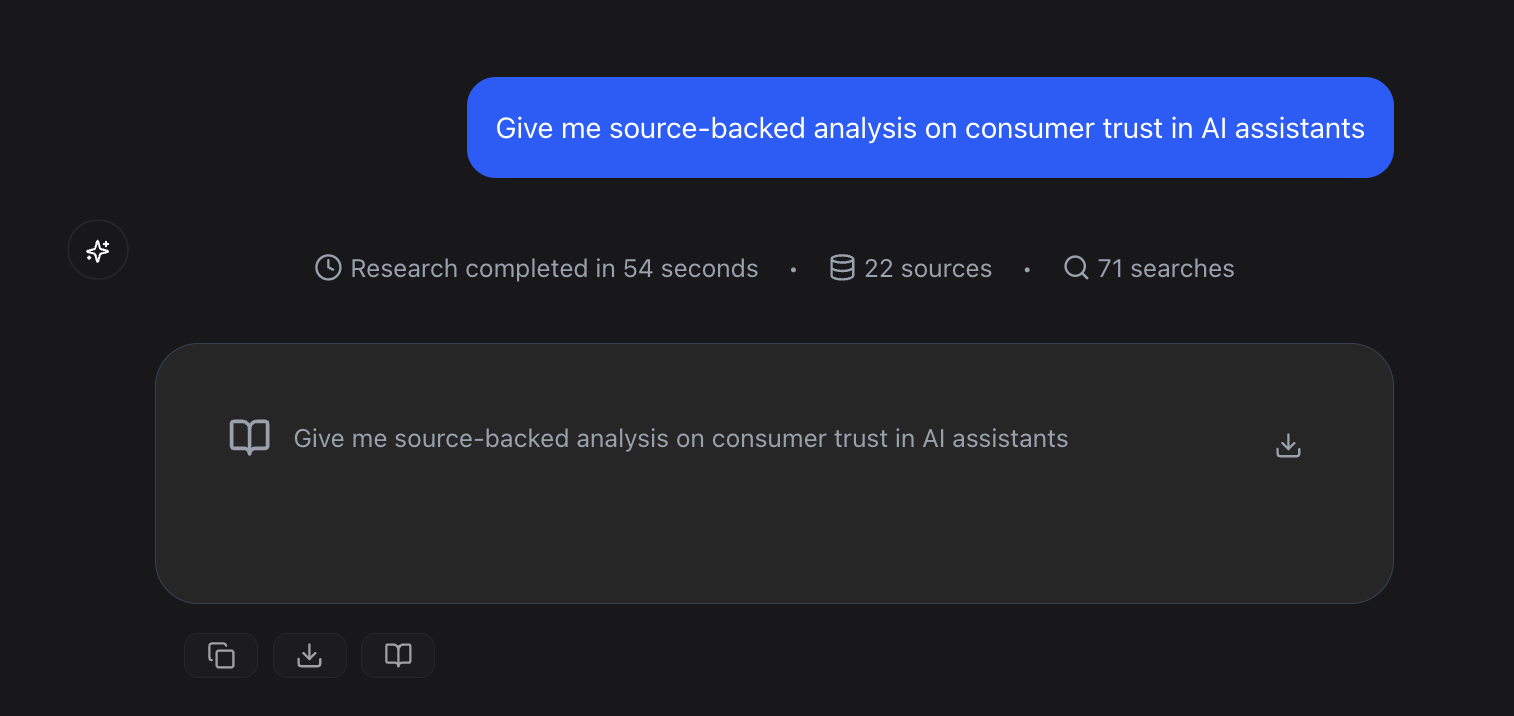 Give me source-backed analysis on consumer trust in AI assistants
Research completed in 54 seconds • 22 sources • 71 searches
Give me source-backed analysis on consumer trust in AI assistants